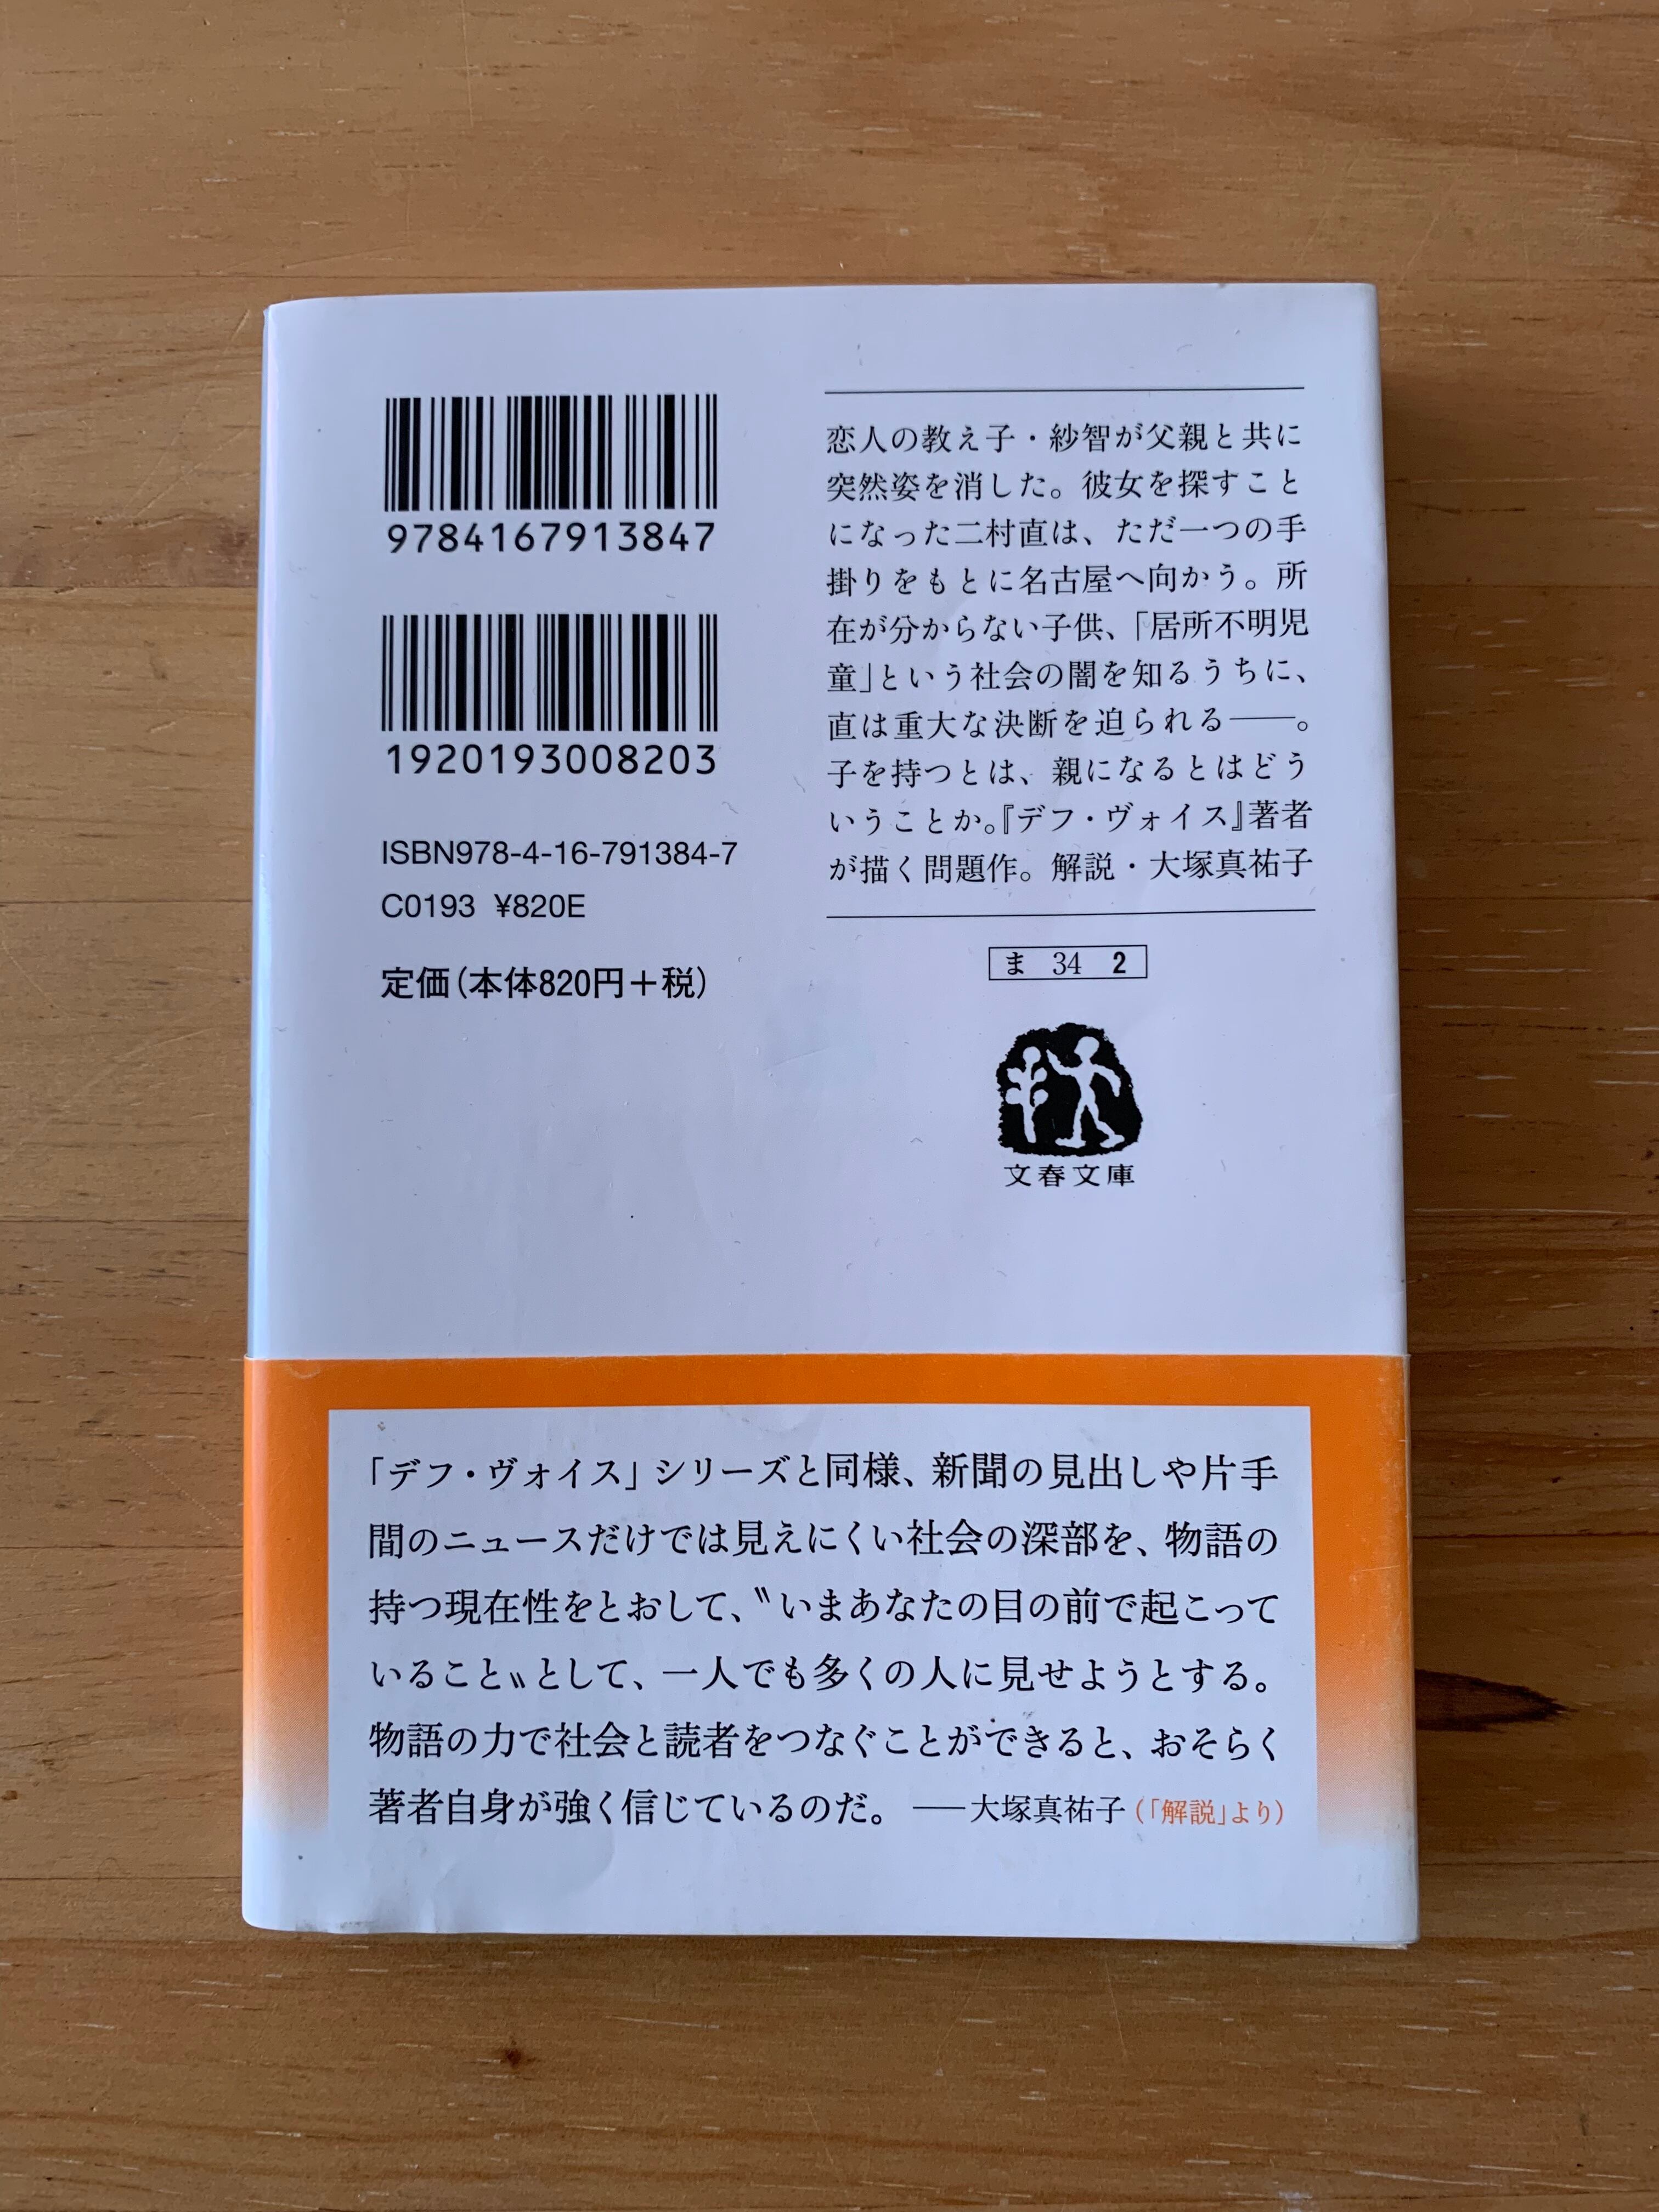 9784167913847
1920193008203
ISBN978-4-16-791384-7
C0193 ¥820E
定価(本体820円+税)
恋人の教え子・紗智が父親と共に
突然姿を消した。彼女を探すこと
になった二村直は、ただ一つの手
掛りをもとに名古屋へ向かう。所
在が分からない子供、「居所不明児
童」という社会の闇を知るうちに、
直は重大な決断を迫られる――。
子を持つとは、親になるとはどう
いうことか。『デフ・ヴォイス』著者
が描く問題作。解説・大塚真祐子
ま 34 2
文春文庫
「デフ・ヴォイス」シリーズと同様、新聞の見出しや片手
間のニュースだけでは見えにくい社会の深部を、物語の
持つ現在性をとおして、〝いまあなたの目の前で起こって
いること〟として、一人でも多くの人に見せようとする。
物語の力で社会と読者をつなぐことができると、おそらく
著者自身が強く信じているのだ。――大塚真祐子(「解説」より)